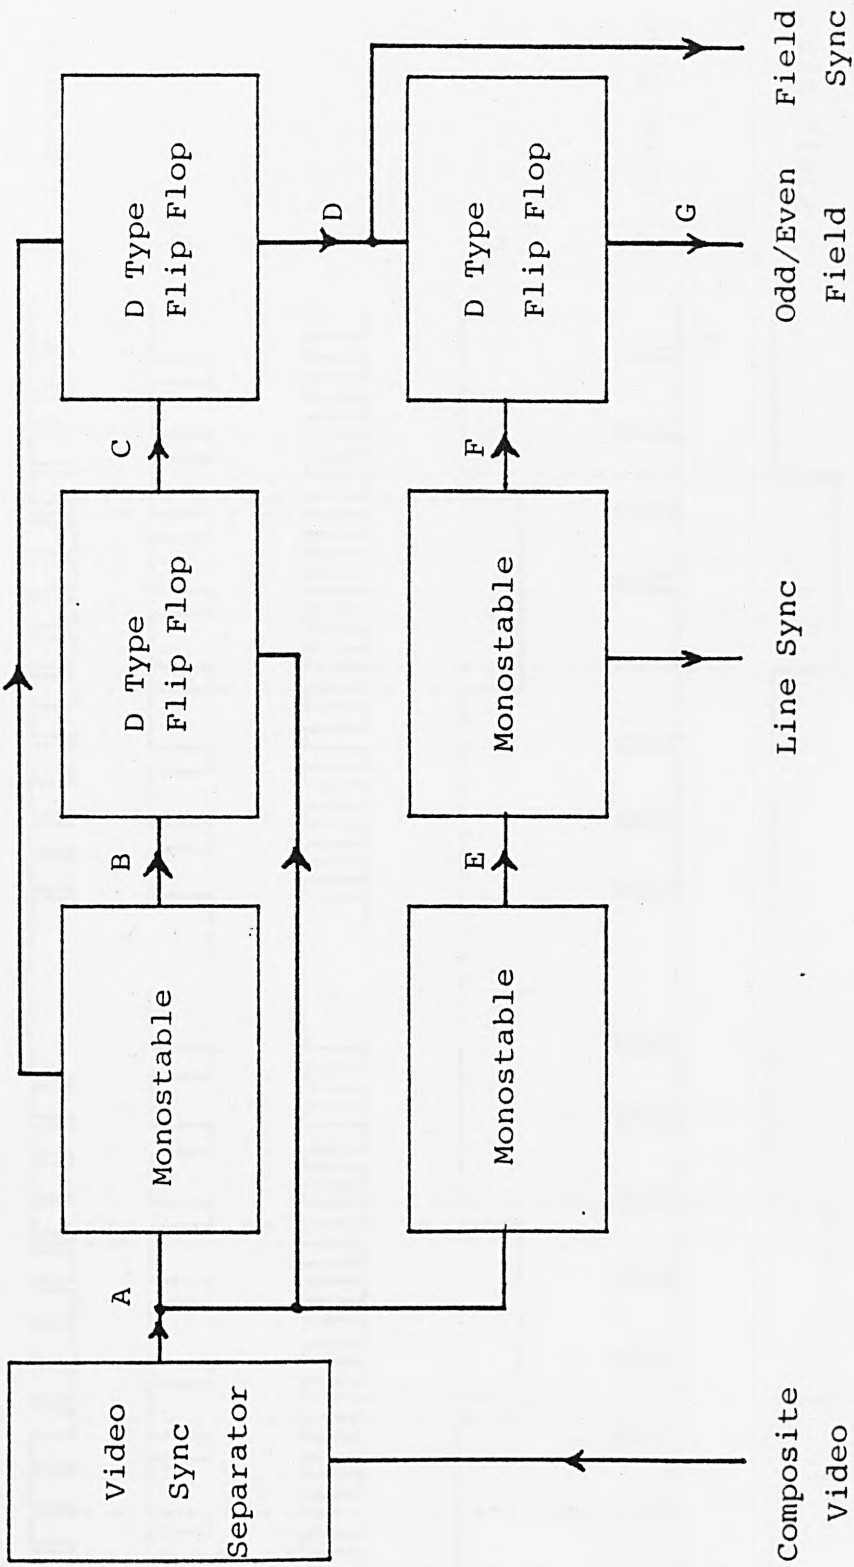 Video
Sync
Separator
A
Monostable
B
D Type
Flip Flop
C
D Type
Flip Flop
D
Monostable
E
Monostable
F
D Type
Flip Flop
G
Composite
Video
Line Sync
Odd/Even
Field
Field
Sync